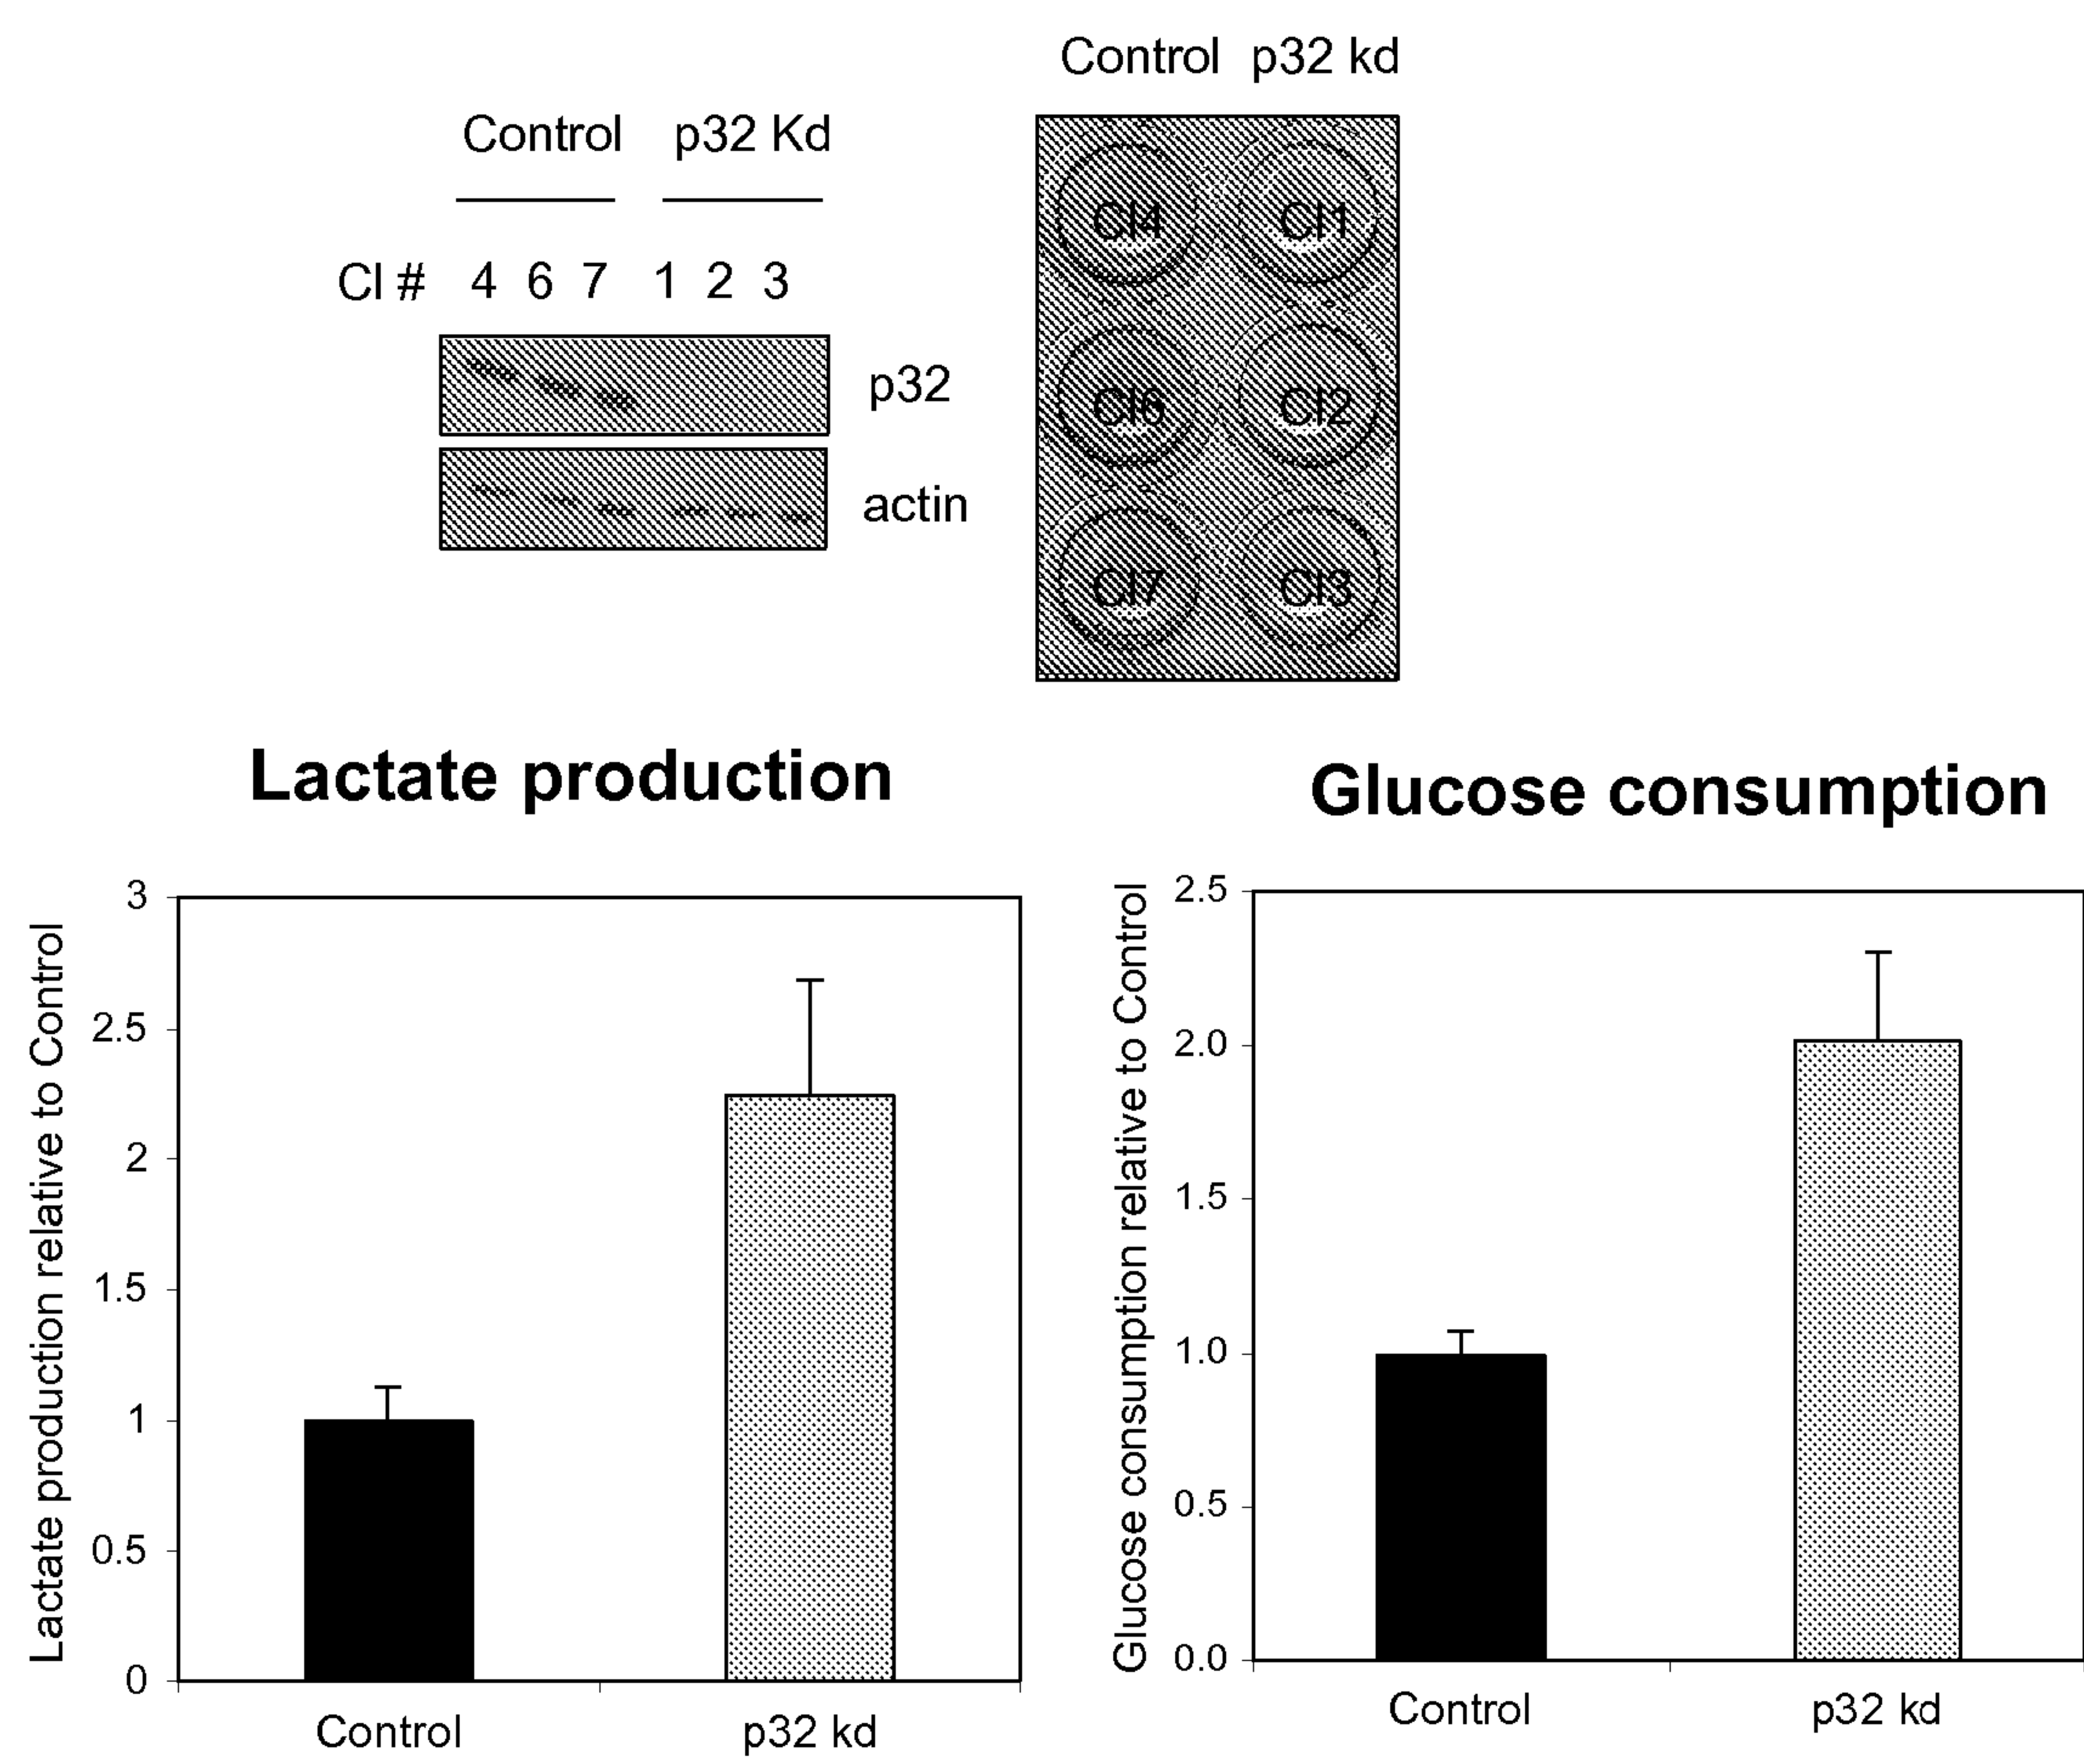 Control p32 kd
Control p32 Kd
Cl # 4 6 7 1 2 3
p32
actin
Cl4 Cl1
Cl6 Cl2
Cl7 Cl3
Lactate production
Lactate production relative to Control
3
2.5
2
1.5
1
0.5
0
Control p32 kd
Glucose consumption
Glucose consumption relative to Control
2.5
2.0
1.5
1.0
0.5
0.0
Control p32 kd